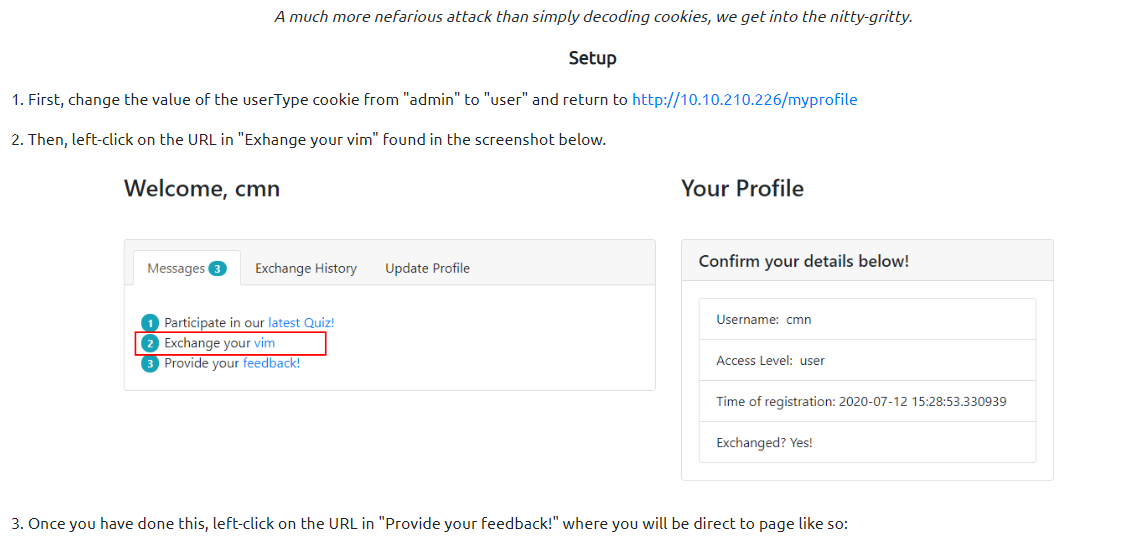 A much more nefarious attack than simply decoding cookies, we get into the nitty-gritty.
Setup
1. First, change the value of the userType cookie from "admin" to "user" and return to http://10.10.210.226/myprofile
2. Then, left-click on the URL in "Exhange your vim" found in the screenshot below.
Welcome, cmn
Messages 3 Exchange History Update Profile
1 Participate in our latest Quiz!
2 Exchange your vim
3 Provide your feedback!
Your Profile
Confirm your details below!
Username: cmn
Access Level: user
Time of registration: 2020-07-12 15:28:53.330939
Exchanged? Yes!
3. Once you have done this, left-click on the URL in "Provide your feedback!" where you will be direct to page like so: